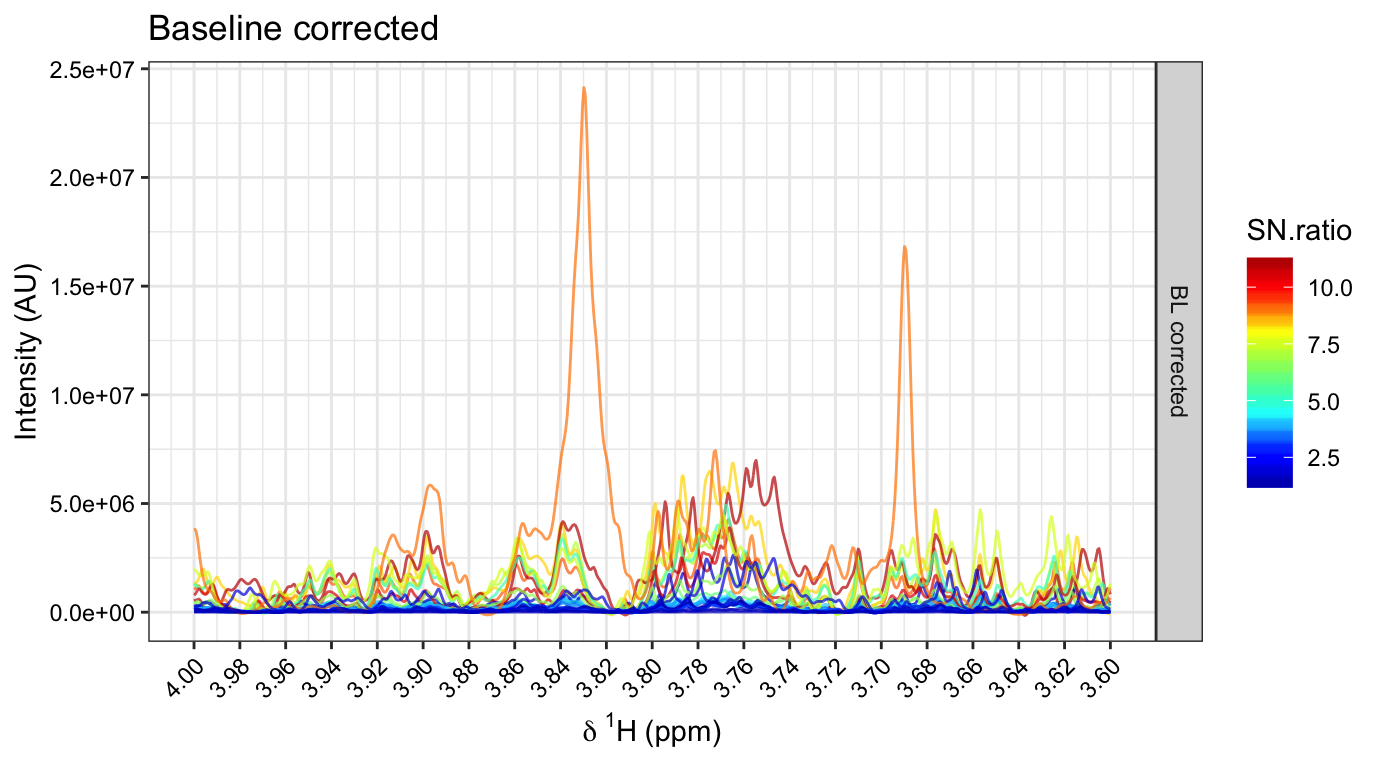 Baseline corrected
2.5e+07
2.0e+07
1.5e+07
1.0e+07
5.0e+06
0.0e+00
Intensity (AU)
4.00 3.98 3.96 3.94 3.92 3.90 3.88 3.86 3.84 3.82 3.80 3.78 3.76 3.74 3.72 3.70 3.68 3.66 3.64 3.62 3.60
δ ¹H (ppm)
BL corrected
SN.ratio
10.0
7.5
5.0
2.5